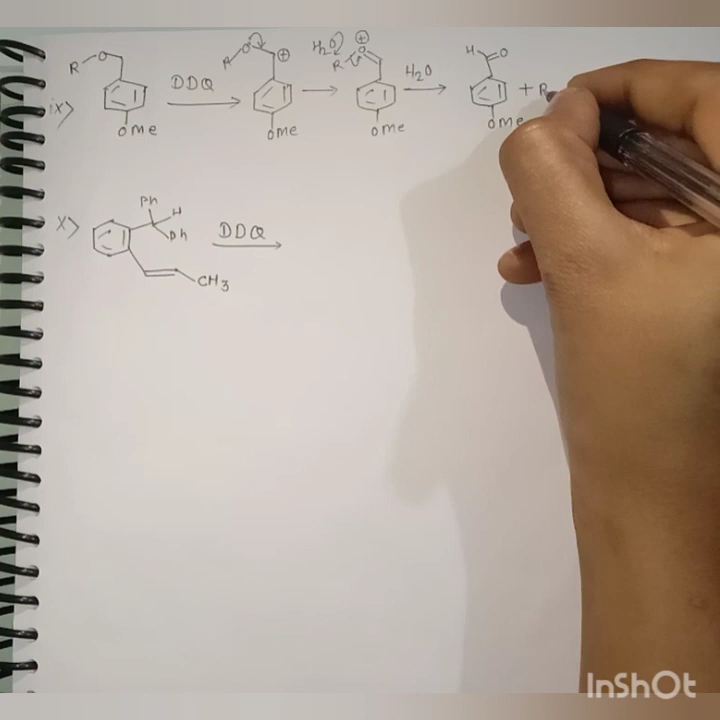 ix> R-O DDQ R O ⊕ H₂O R O ⊕ H₂O H O + R
OMe OMe OMe OMe
x> Ph H Ph DDQ
CH₃
InShOt